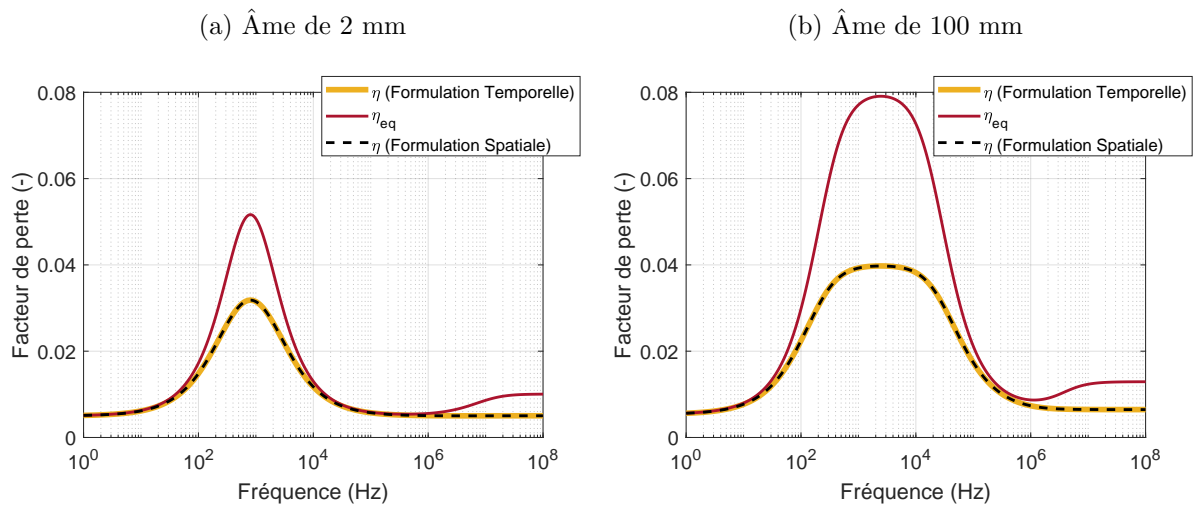 (a) Âme de 2 mm
η (Formulation Temporelle)
η_eq
η (Formulation Spatiale)
0.08
0.06
0.04
0.02
0
Facteur de perte (-)
10^0 10^2 10^4 10^6 10^8
Fréquence (Hz)
(b) Âme de 100 mm
η (Formulation Temporelle)
η_eq
η (Formulation Spatiale)
0.08
0.06
0.04
0.02
0
Facteur de perte (-)
10^0 10^2 10^4 10^6 10^8
Fréquence (Hz)